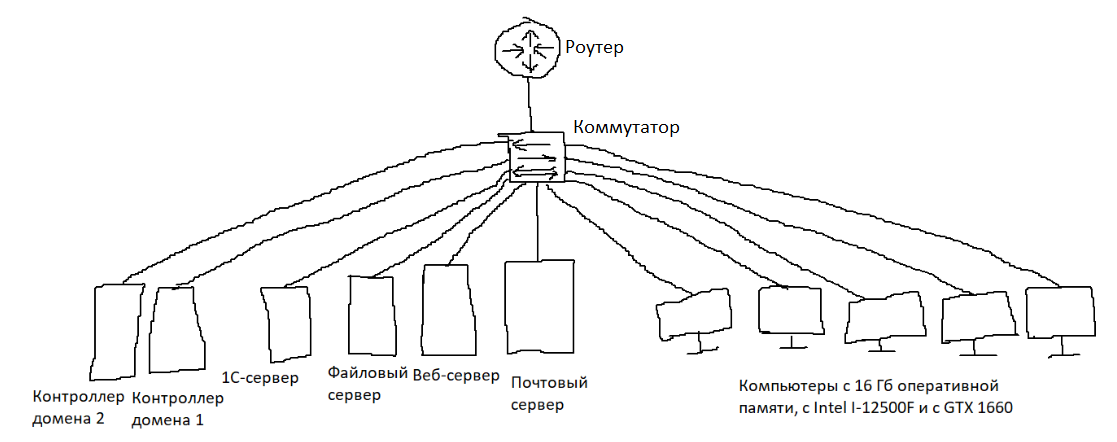 Роутер
Коммутатор
Контроллер
домена 2
Контроллер
домена 1
1С-сервер
Файловый
сервер
Веб-сервер
Почтовый
сервер
Компьютеры с 16 Гб оперативной
памяти, с Intel I-12500F и с GTX 1660